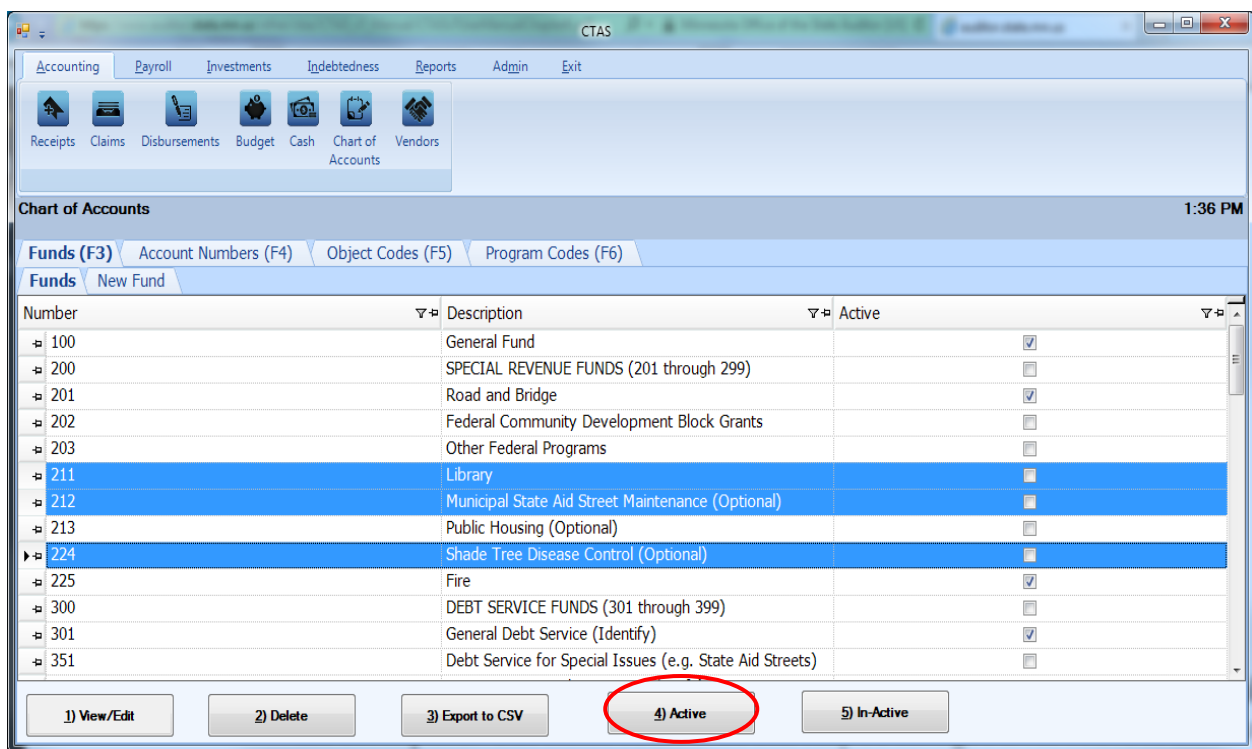 CTAS
Accounting Payroll Investments Indebtedness Reports Admin Exit
Receipts Claims Disbursements Budget Cash Chart of Accounts Vendors
Chart of Accounts 1:36 PM
Funds (F3) Account Numbers (F4) Object Codes (F5) Program Codes (F6)
Funds New Fund
Number Description Active
100 General Fund
200 SPECIAL REVENUE FUNDS (201 through 299)
201 Road and Bridge
202 Federal Community Development Block Grants
203 Other Federal Programs
211 Library
212 Municipal State Aid Street Maintenance (Optional)
213 Public Housing (Optional)
224 Shade Tree Disease Control (Optional)
225 Fire
300 DEBT SERVICE FUNDS (301 through 399)
301 General Debt Service (Identify)
351 Debt Service for Special Issues (e.g. State Aid Streets)
1) View/Edit 2) Delete 3) Export to CSV 4) Active 5) In-Active